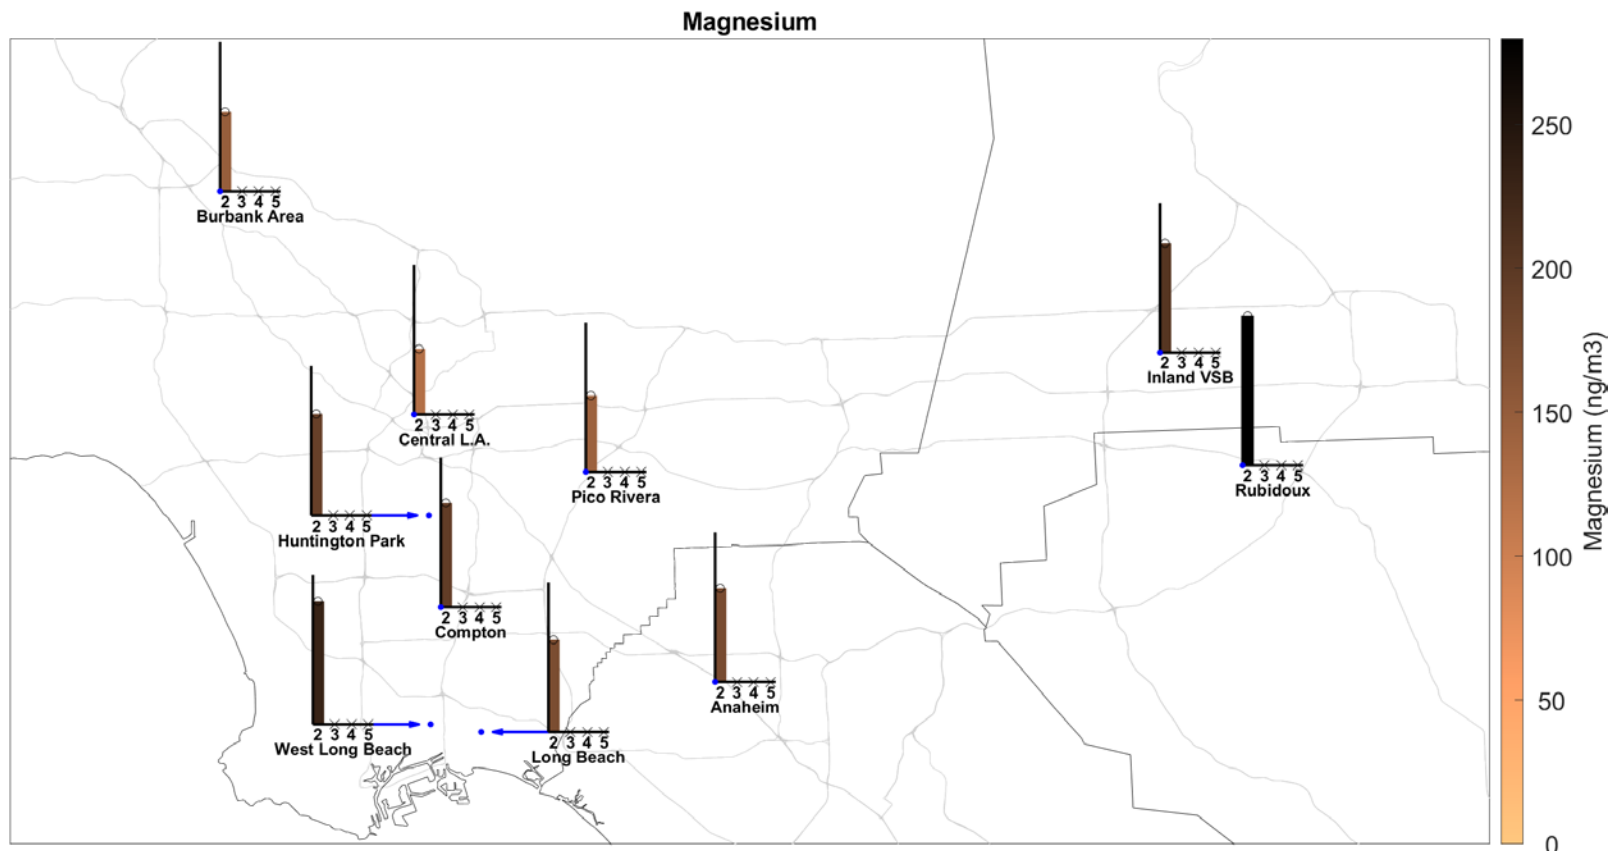 Magnesium
2 3 4 5
Burbank Area
2 3 4 5
Inland VSB
2 3 4 5
Central L.A.
2 3 4 5
Rubidoux
2 3 4 5
Pico Rivera
2 3 4 5
Huntington Park
2 3 4 5
Compton
2 3 4 5
Anaheim
2 3 4 5
West Long Beach
2 3 4 5
Long Beach
250
200
150
100
50
0
Magnesium (ng/m3)